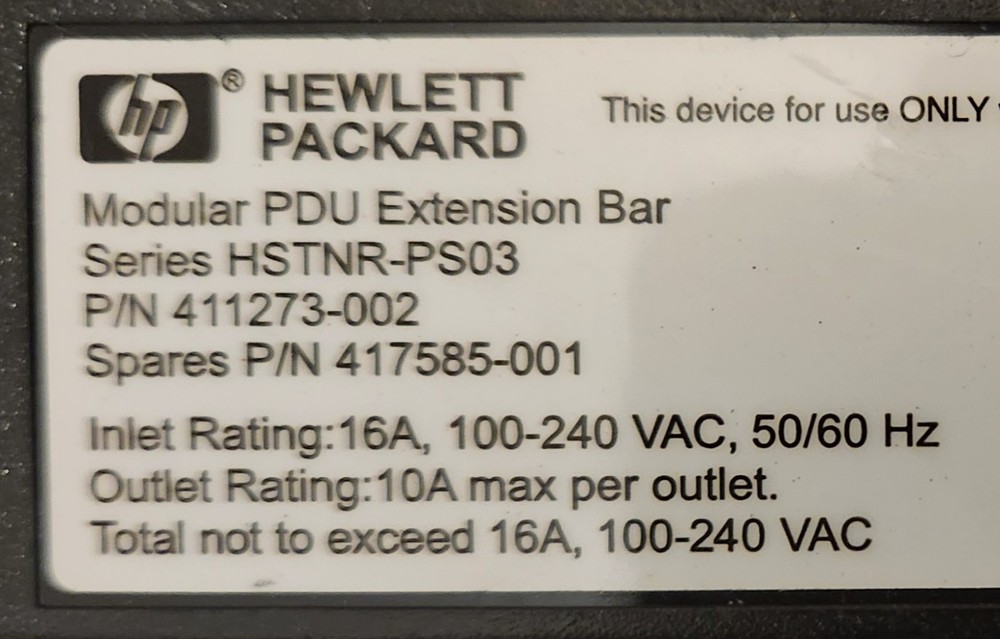 hp® HEWLETT
PACKARD
This device for use ONLY
Modular PDU Extension Bar
Series HSTNR-PS03
P/N 411273-002
Spares P/N 417585-001
Inlet Rating:16A, 100-240 VAC, 50/60 Hz
Outlet Rating:10A max per outlet.
Total not to exceed 16A, 100-240 VAC